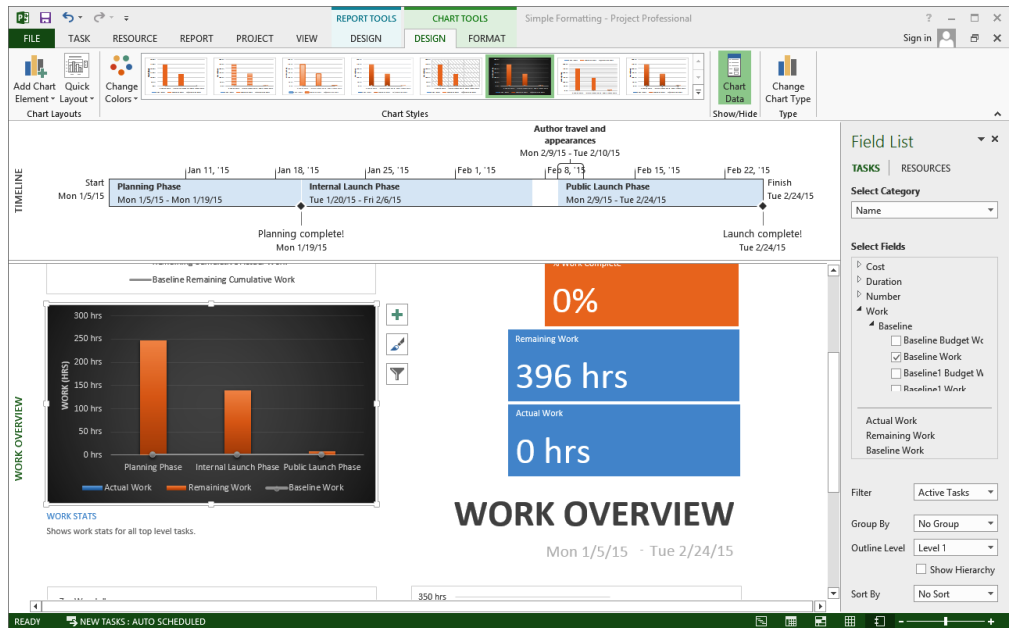 REPORT TOOLS
CHART TOOLS
Simple Formatting - Project Professional
FILE TASK RESOURCE REPORT PROJECT VIEW DESIGN DESIGN FORMAT
Sign in
Add Chart Element
Quick Layout
Change Colors
Chart Data
Change Chart Type
Chart Layouts
Chart Styles
Show/Hide
Type
TIMELINE
Author travel and
appearances
Mon 2/9/15 - Tue 2/10/15
Jan 11, '15 Jan 18, '15 Jan 25, '15 Feb 1, '15 Feb 8, '15 Feb 15, '15 Feb 22, '15
Start
Mon 1/5/15
Planning Phase
Mon 1/5/15 - Mon 1/19/15
Internal Launch Phase
Tue 1/20/15 - Fri 2/6/15
Public Launch Phase
Mon 2/9/15 - Tue 2/24/15
Finish
Tue 2/24/15
Planning complete!
Mon 1/19/15
Launch complete!
Tue 2/24/15
WORK OVERVIEW
Baseline Remaining Cumulative Work
300 hrs
250 hrs
200 hrs
150 hrs
100 hrs
50 hrs
0 hrs
WORK (HRS)
Planning Phase Internal Launch Phase Public Launch Phase
Actual Work Remaining Work Baseline Work
WORK STATS
Shows work stats for all top level tasks.
% Work Complete
0%
Remaining Work
396 hrs
Actual Work
0 hrs
WORK OVERVIEW
Mon 1/5/15 - Tue 2/24/15
350 hrs
Field List
TASKS RESOURCES
Select Category
Name
Select Fields
Cost
Duration
Number
Work
Baseline
Baseline Budget Wc
Baseline Work
Baseline1 Budget W
Baseline1 Work
Actual Work
Remaining Work
Baseline Work
Filter Active Tasks
Group By No Group
Outline Level Level 1
Show Hierarchy
Sort By No Sort
READY NEW TASKS : AUTO SCHEDULED